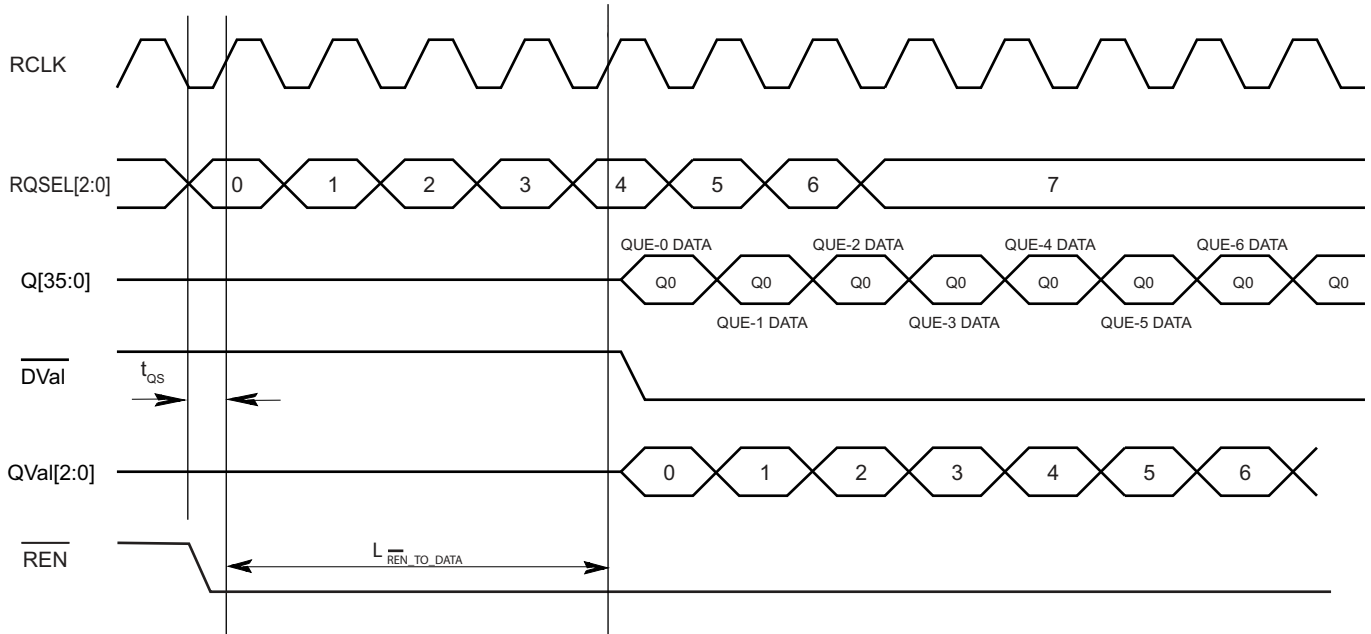 RCLK
RQSEL[2:0]
0 1 2 3 4 5 6 7
QUE-0 DATA QUE-2 DATA QUE-4 DATA QUE-6 DATA
Q[35:0]
Q0 Q0 Q0 Q0 Q0 Q0 Q0 Q0
QUE-1 DATA QUE-3 DATA QUE-5 DATA
DVal
tQS
QVal[2:0]
0 1 2 3 4 5 6
REN
L REN_TO_DATA